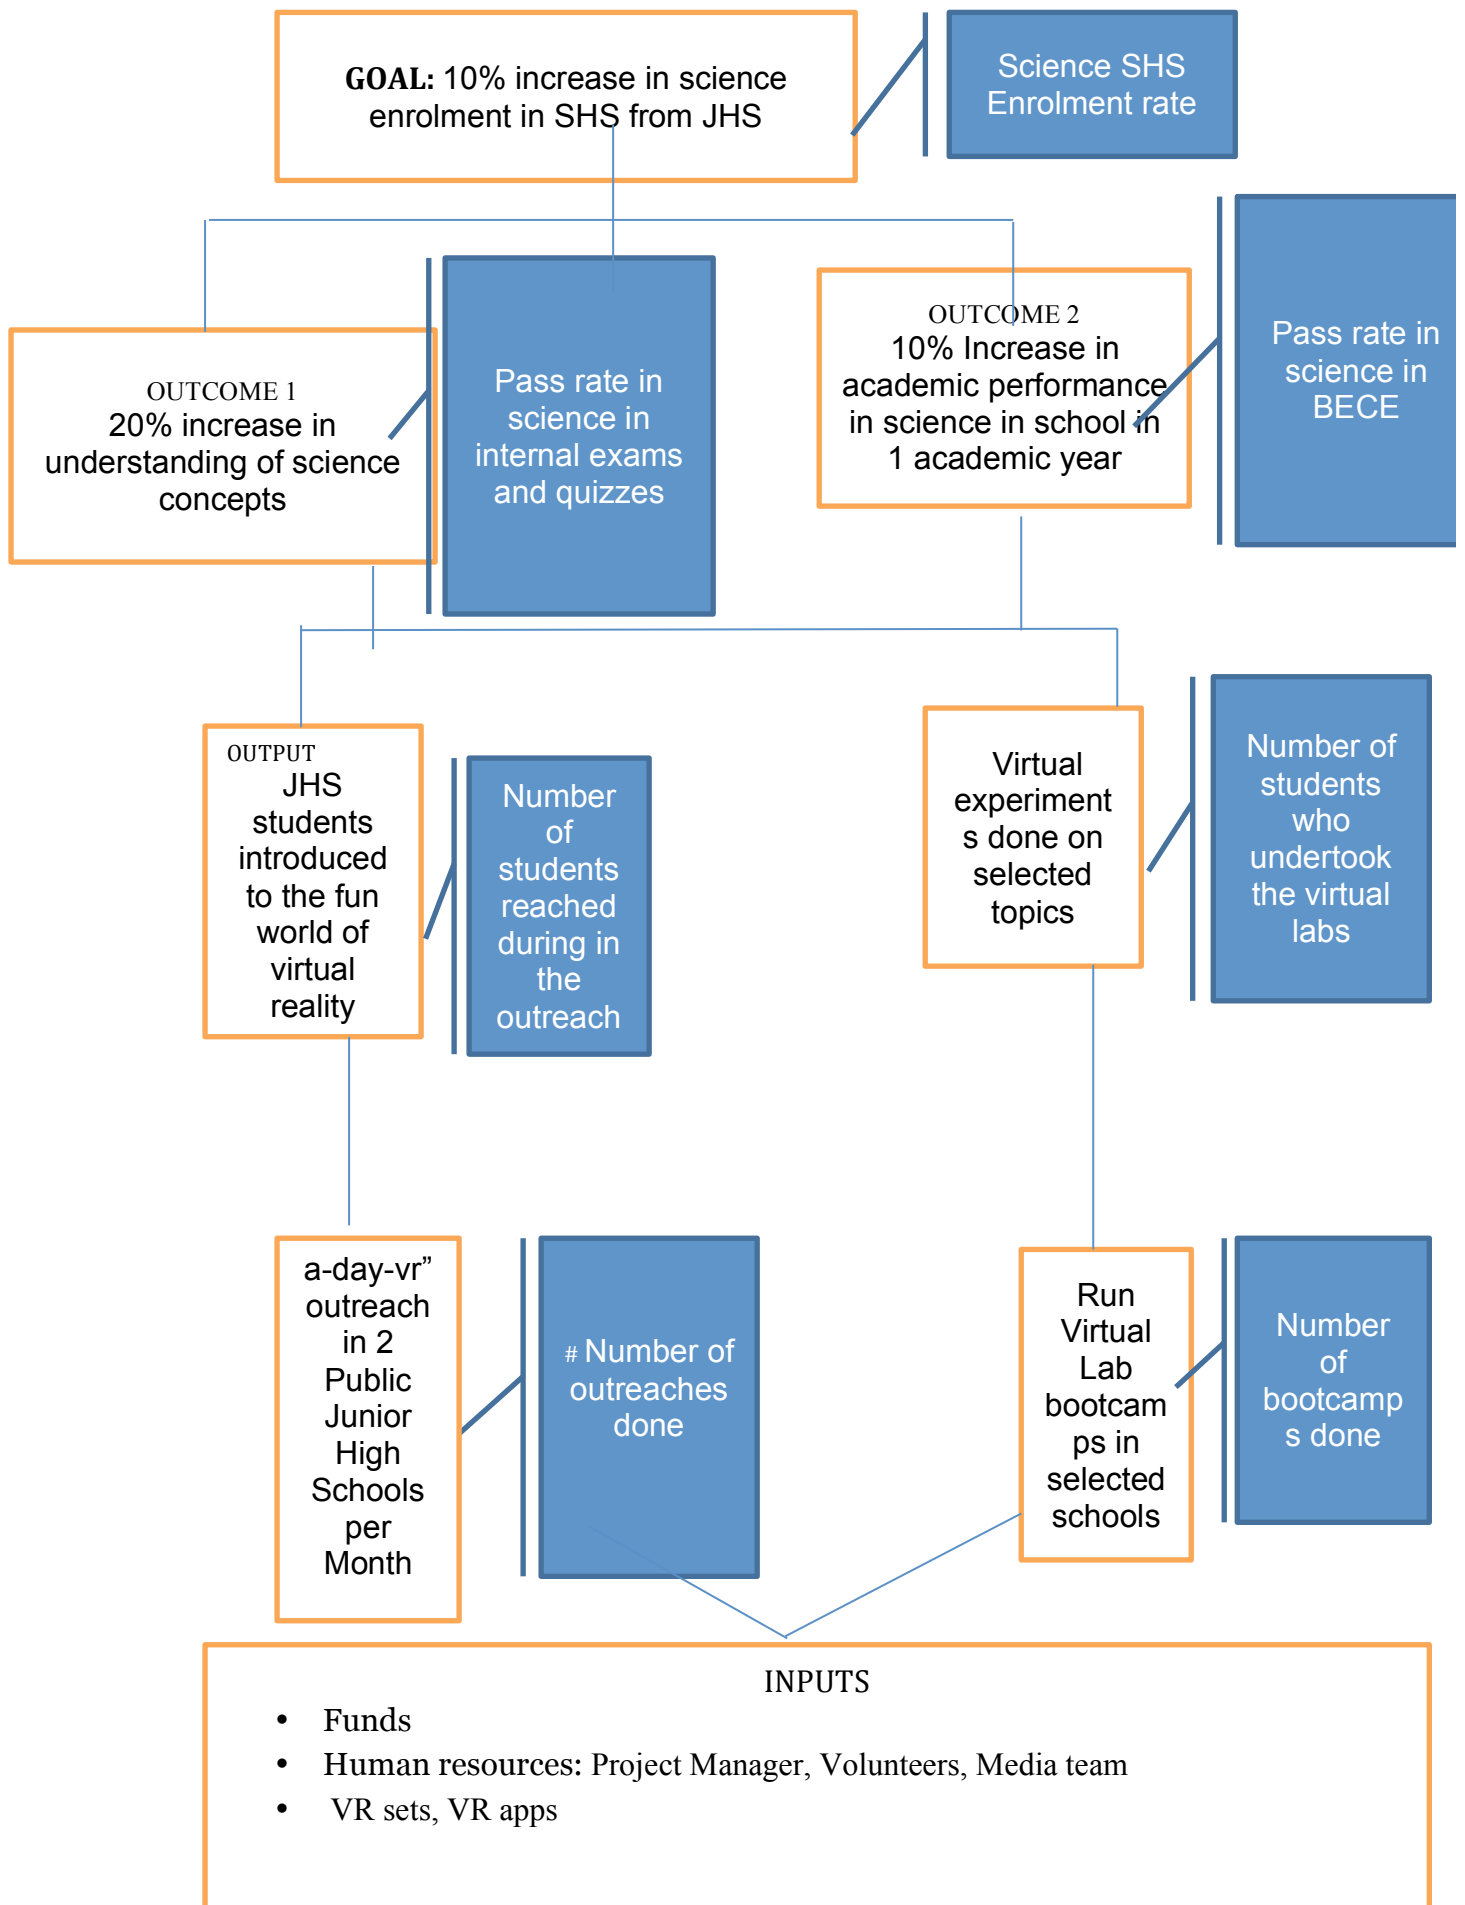 GOAL: 10% increase in science
enrolment in SHS from JHS
Science SHS
Enrolment rate
OUTCOME 1
20% increase in
understanding of science
concepts
Pass rate in
science in
internal exams
and quizzes
OUTCOME 2
10% Increase in
academic performance
in science in school in
1 academic year
Pass rate in
science in
BECE
OUTPUT
JHS
students
introduced
to the fun
world of
virtual
reality
Number
of
students
reached
during in
the
outreach
Virtual
experiment
s done on
selected
topics
Number of
students
who
undertook
the virtual
labs
a-day-vr”
outreach
in 2
Public
Junior
High
Schools
per
Month
# Number of
outreaches
done
Run
Virtual
Lab
bootcam
ps in
selected
schools
Number
of
bootcamp
s done
INPUTS
• Funds
• Human resources: Project Manager, Volunteers, Media team
• VR sets, VR apps